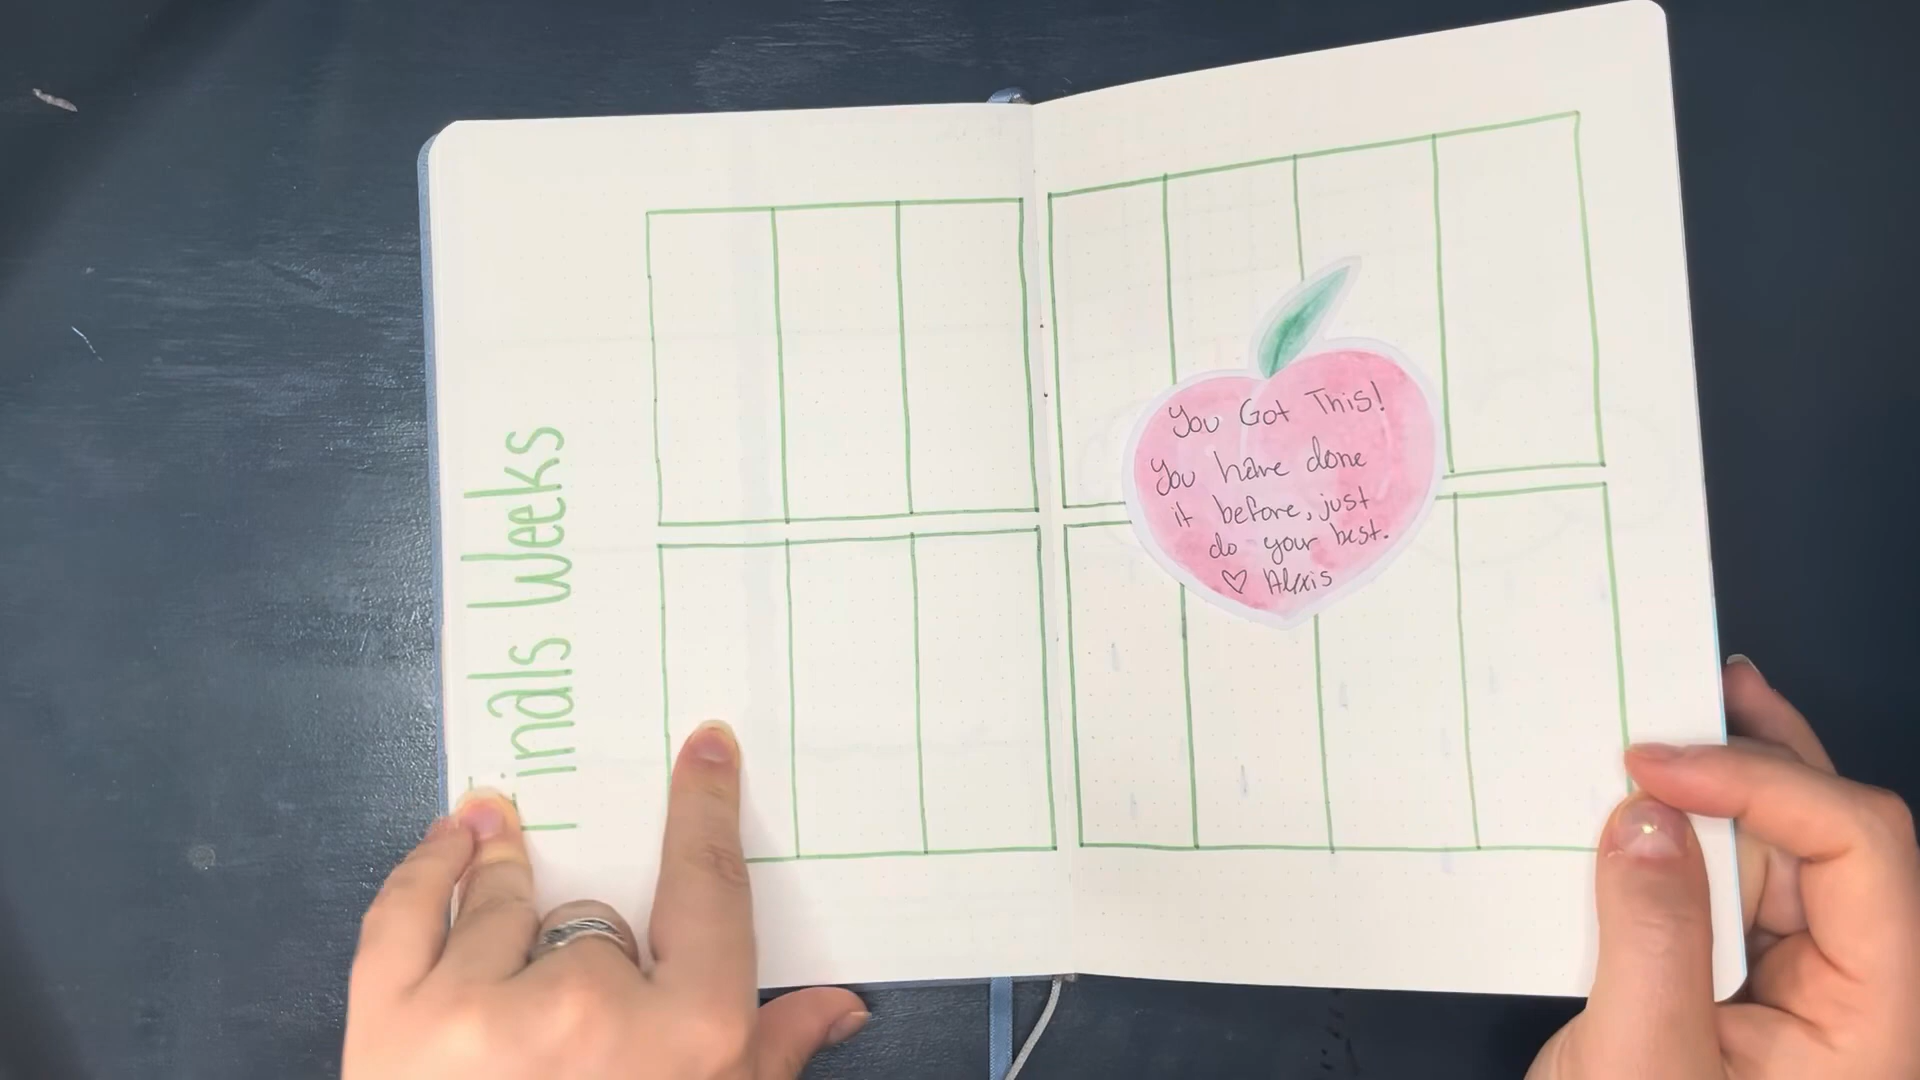 Finals Weeks
You Got This!
You have done
it before, just
do your best.
♡ Alexis